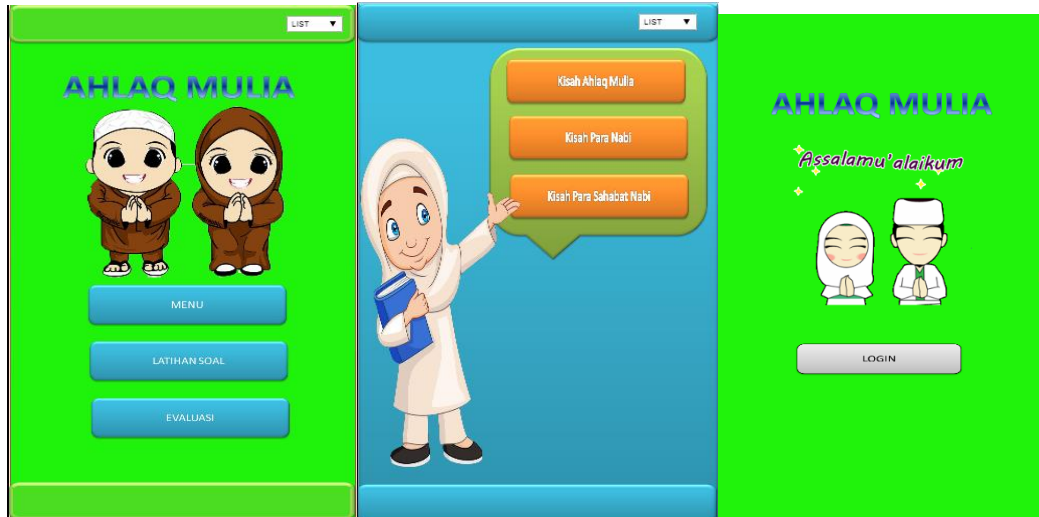 LIST ▼
AHLAQ MULIA
MENU
LATIHAN SOAL
EVALUASI
LIST ▼
Kisah Ahlaq Mulia
Kisah Para Nabi
Kisah Para Sahabat Nabi
AHLAQ MULIA
Assalamu'alaikum
LOGIN